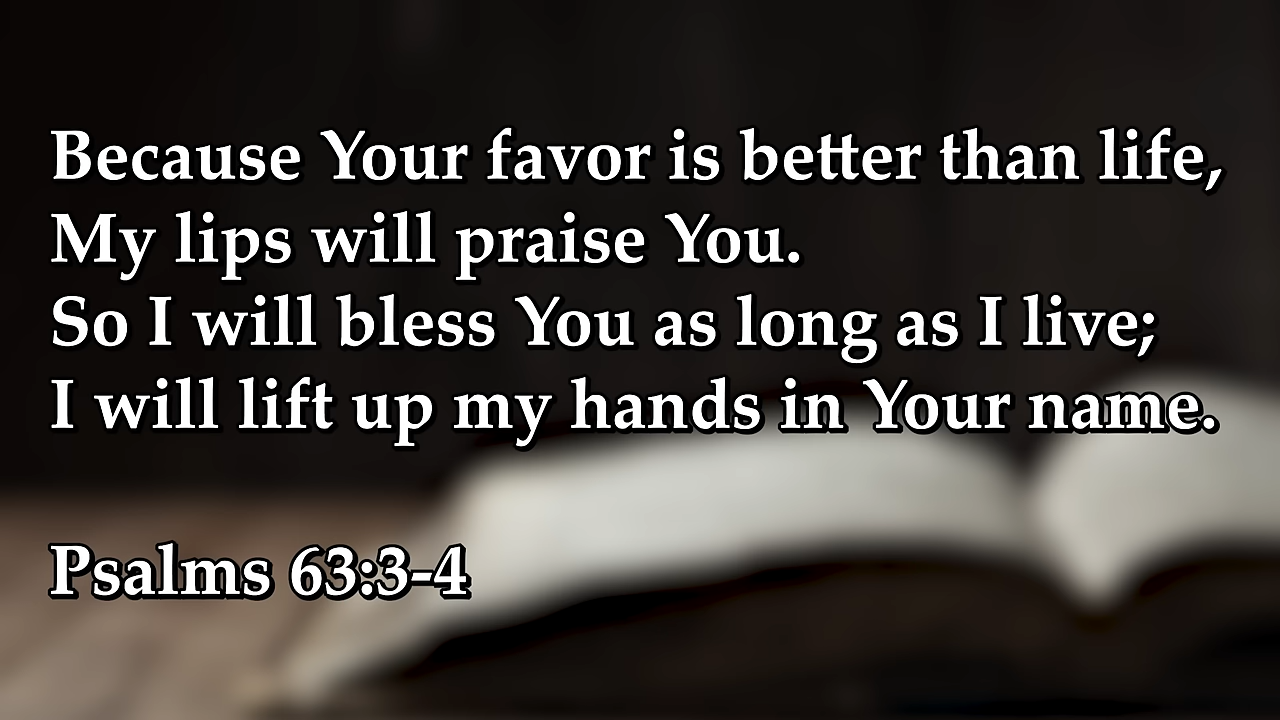 Because Your favor is better than life,
My lips will praise You.
So I will bless You as long as I live;
I will lift up my hands in Your name.
Psalms 63:3-4